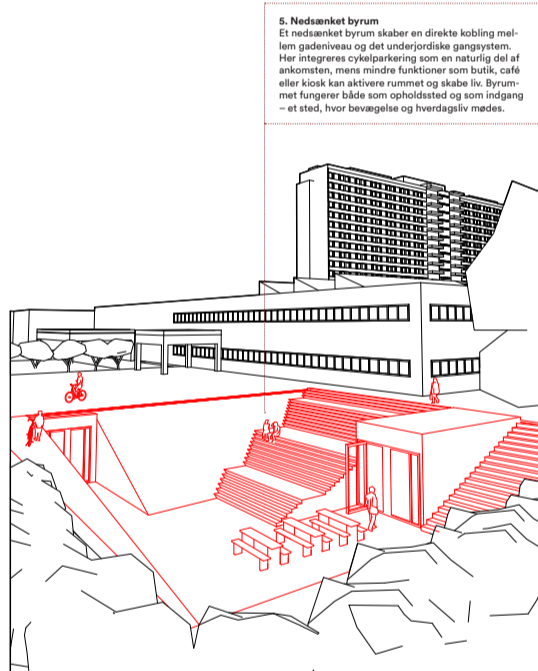 5. Nedsænket byrum
Et nedsænket byrum skaber en direkte kobling mel-
lem gadeniveau og det underjordiske gangsystem.
Her integreres cykelparkering som en naturlig del af
ankomsten, mens mindre funktioner som butik, café
eller kiosk kan aktivere rummet og skabe liv. Byrum-
met fungerer både som opholdssted og som indgang
– et sted, hvor bevægelse og hverdagsliv mødes.